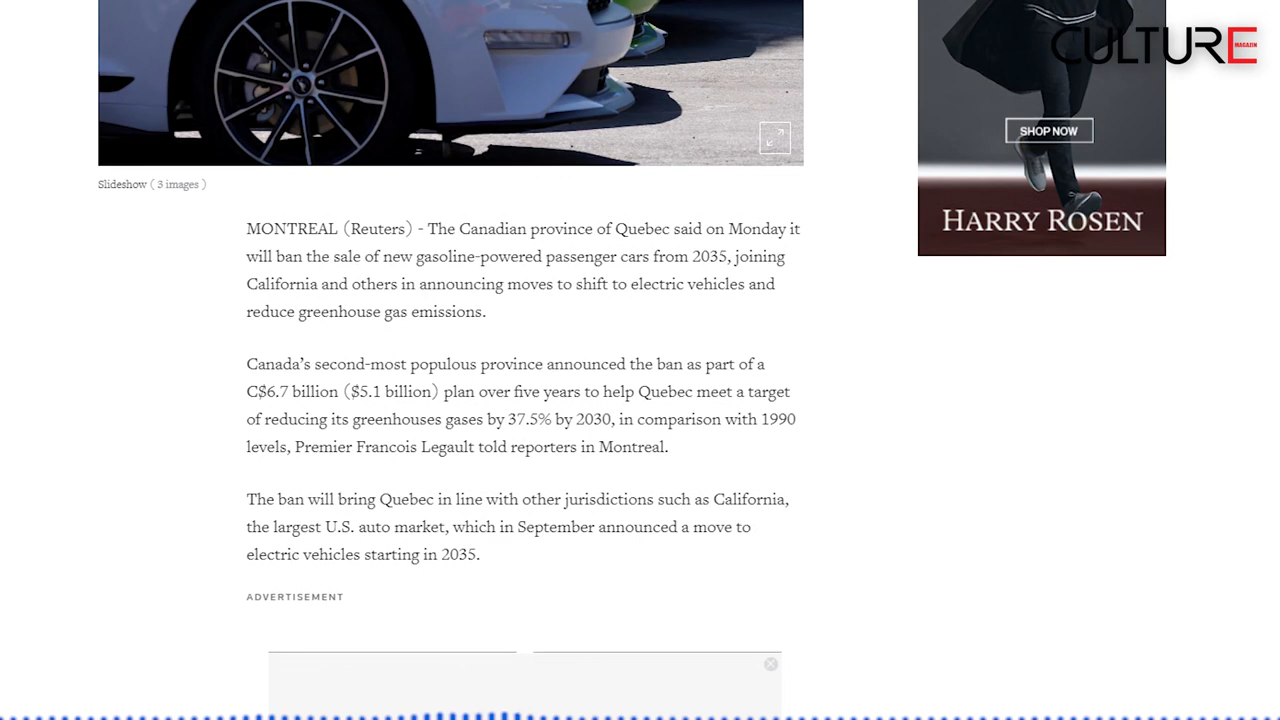 CULTURE
MAGAZIN
SHOP NOW
HARRY ROSEN
Slideshow ( 3 images )
MONTREAL (Reuters) - The Canadian province of Quebec said on Monday it
will ban the sale of new gasoline-powered passenger cars from 2035, joining
California and others in announcing moves to shift to electric vehicles and
reduce greenhouse gas emissions.
Canada’s second-most populous province announced the ban as part of a
C$6.7 billion ($5.1 billion) plan over five years to help Quebec meet a target
of reducing its greenhouses gases by 37.5% by 2030, in comparison with 1990
levels, Premier Francois Legault told reporters in Montreal.
The ban will bring Quebec in line with other jurisdictions such as California,
the largest U.S. auto market, which in September announced a move to
electric vehicles starting in 2035.
ADVERTISEMENT